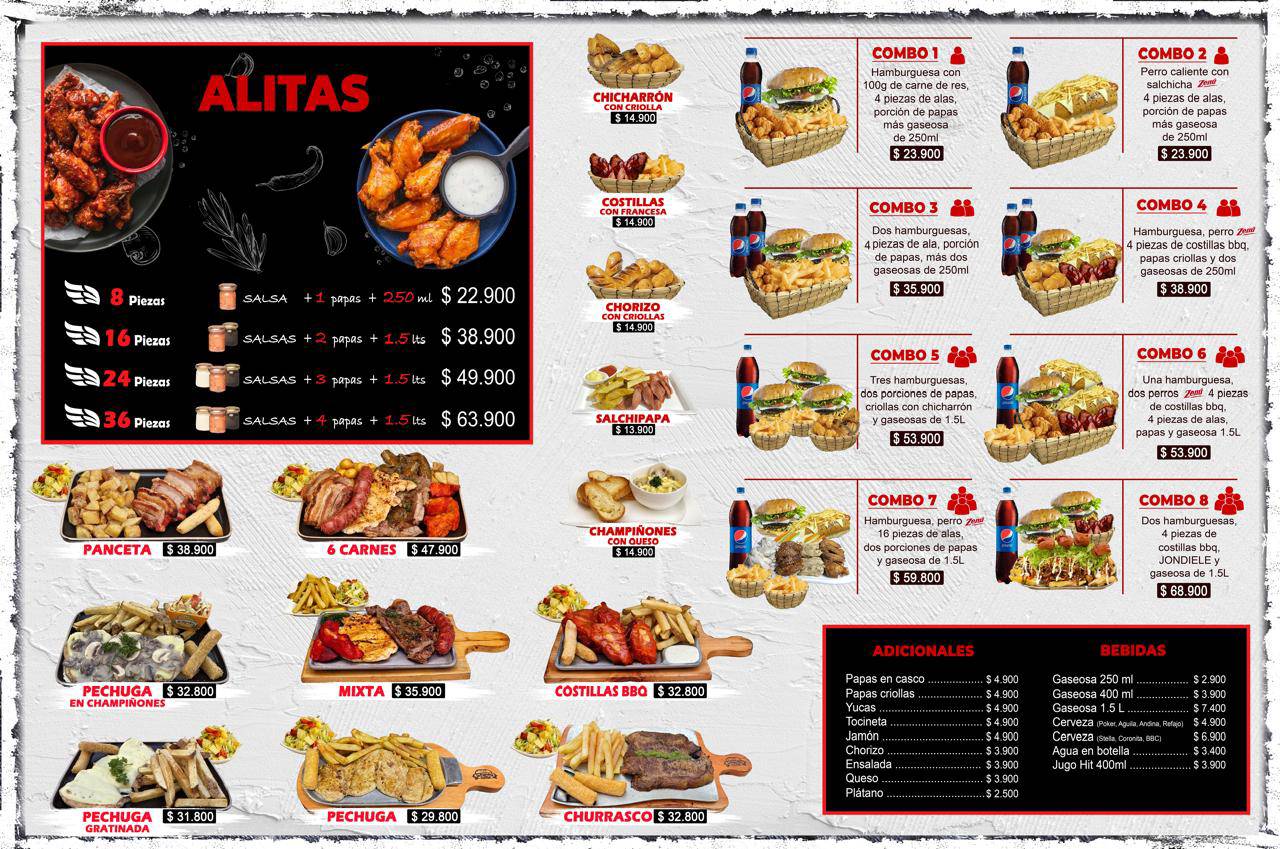 ALITAS
8 Piezas SALSA + 1 papas + 250 ml $ 22.900
16 Piezas SALSAS + 2 papas + 1.5 lts $ 38.900
24 Piezas SALSAS + 3 papas + 1.5 lts $ 49.900
36 Piezas SALSAS + 4 papas + 1.5 lts $ 63.900
PANCETA $ 38.900
6 CARNES $ 47.900
PECHUGA $ 32.800
EN CHAMPIÑONES
MIXTA $ 35.900
COSTILLAS BBQ $ 32.800
PECHUGA $ 31.800
GRATINADA
PECHUGA $ 29.800
CHURRASCO $ 32.800
CHICHARRÓN
CON CRIOLLA
$ 14.900
COSTILLAS
CON FRANCESA
$ 14.900
CHORIZO
CON CRIOLLAS
$ 14.900
SALCHIPAPA
$ 13.900
CHAMPIÑONES
CON QUESO
$ 14.900
COMBO 1
Hamburguesa con
100g de carne de res,
4 piezas de alas,
porción de papas
más gaseosa
de 250ml
$ 23.900
COMBO 2
Perro caliente con
salchicha Zenú
4 piezas de alas,
porción de papas
más gaseosa
de 250ml
$ 23.900
COMBO 3
Dos hamburguesas,
4 piezas de ala, porción
de papas, más dos
gaseosas de 250ml
$ 35.900
COMBO 4
Hamburguesa, perro Zenú
4 piezas de costillas bbq,
papas criollas y dos
gaseosas de 250ml
$ 38.900
COMBO 5
Tres hamburguesas,
dos porciones de papas,
criollas con chicharrón
y gaseosas de 1.5L
$ 53.900
COMBO 6
Una hamburguesa,
dos perros Zenú 4 piezas
de costillas bbq,
4 piezas de alas,
papas y gaseosa 1.5L
$ 53.900
COMBO 7
Hamburguesa, perro Zenú
16 piezas de alas,
dos porciones de papas
y gaseosa de 1.5L
$ 59.800
COMBO 8
Dos hamburguesas,
4 piezas de
costillas bbq,
JONDIELE y
gaseosa de 1.5L
$ 68.900
ADICIONALES
Papas en casco ................ $ 4.900
Papas criollas .................... $ 4.900
Yucas ................................ $ 4.900
Tocineta ............................ $ 4.900
Jamón ............................... $ 4.900
Chorizo ............................. $ 3.900
Ensalada .......................... $ 3.900
Queso ............................... $ 3.900
Plátano ............................. $ 2.500
BEBIDAS
Gaseosa 250 ml ............... $ 2.900
Gaseosa 400 ml ............... $ 3.900
Gaseosa 1.5 L .................. $ 7.400
Cerveza (Poker, Aguila, Andina, Refajo) $ 4.900
Cerveza (Stella, Coronita, BBC) $ 6.900
Agua en botella ................. $ 3.400
Jugo Hit 400ml .................. $ 3.900